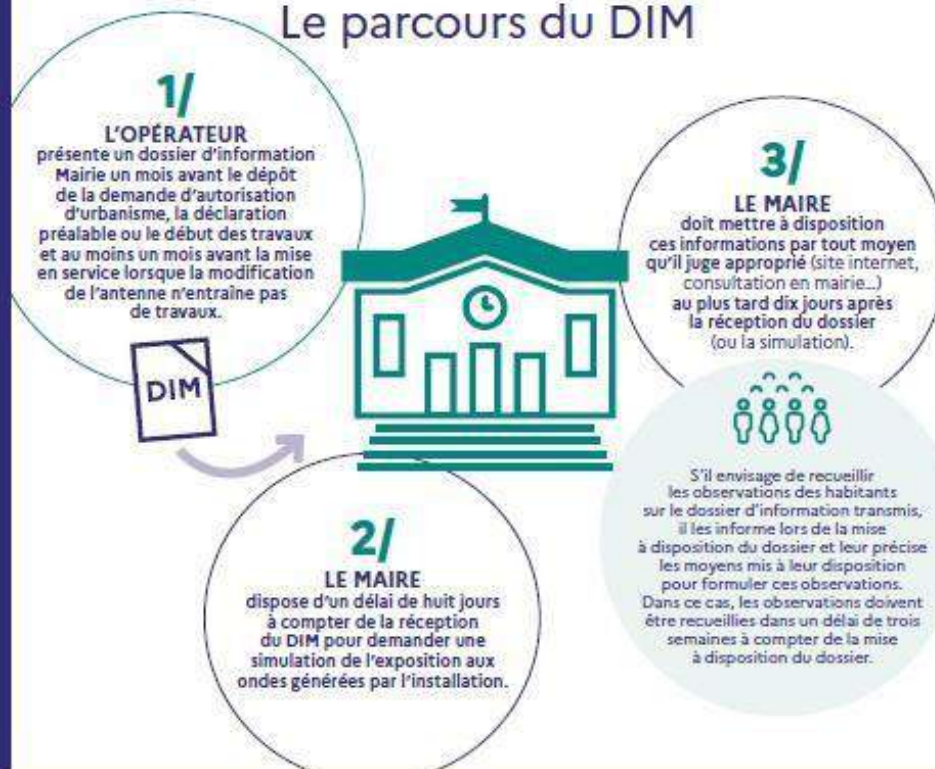 Le parcours du DIM
1/
L'OPÉRATEUR
présente un dossier d'information
Mairie un mois avant le dépôt
de la demande d'autorisation
d'urbanisme, la déclaration
préalable ou le début des travaux
et au moins un mois avant la mise
en service lorsque la modification
de l'antenne n'entraîne pas
de travaux.
DIM
2/
LE MAIRE
dispose d'un délai de huit jours
à compter de la réception
du DIM pour demander une
simulation de l'exposition aux
ondes générées par l'installation.
3/
LE MAIRE
doit mettre à disposition
ces informations par tout moyen
qu'il juge approprié (site internet,
consultation en mairie...)
au plus tard dix jours après
la réception du dossier
(ou la simulation).
S'il envisage de recueillir
les observations des habitants
sur le dossier d'information transmis,
il les informe lors de la mise
à disposition du dossier et leur précise
les moyens mis à leur disposition
pour formuler ces observations.
Dans ce cas, les observations doivent
être recueillies dans un délai de trois
semaines à compter de la mise
à disposition du dossier.